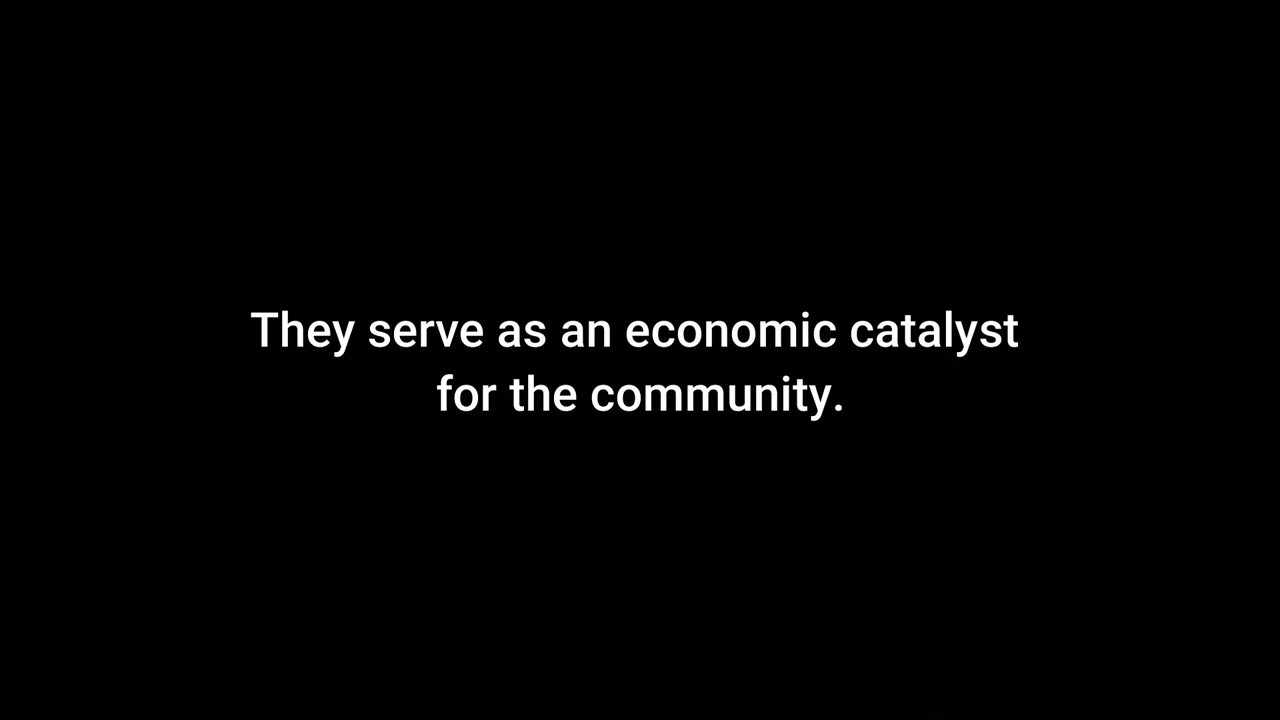 They serve as an economic catalyst
for the community.